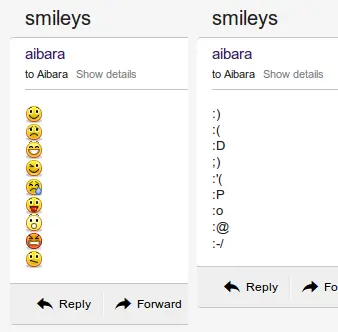 smileys
aibara
to Aibara Show details
Reply Forward
smileys
aibara
to Aibara Show details
:)
:(
:D
;)
:'(
:P
:o
:@
:-/
Reply Fo